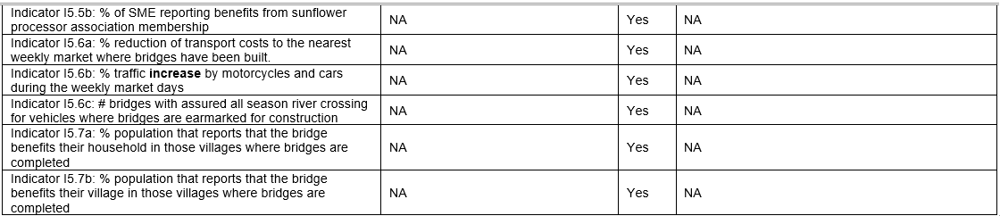 Indicator I5.5b: % of SME reporting benefits from sunflower
processor association membership
NA
Yes
NA
Indicator I5.6a: % reduction of transport costs to the nearest
weekly market where bridges have been built.
NA
Yes
NA
Indicator I5.6b: % traffic increase by motorcycles and cars
during the weekly market days
NA
Yes
NA
Indicator I5.6c: # bridges with assured all season river crossing
for vehicles where bridges are earmarked for construction
NA
Yes
NA
Indicator I5.7a: % population that reports that the bridge
benefits their household in those villages where bridges are
completed
NA
Yes
NA
Indicator I5.7b: % population that reports that the bridge
benefits their village in those villages where bridges are
completed
NA
Yes
NA